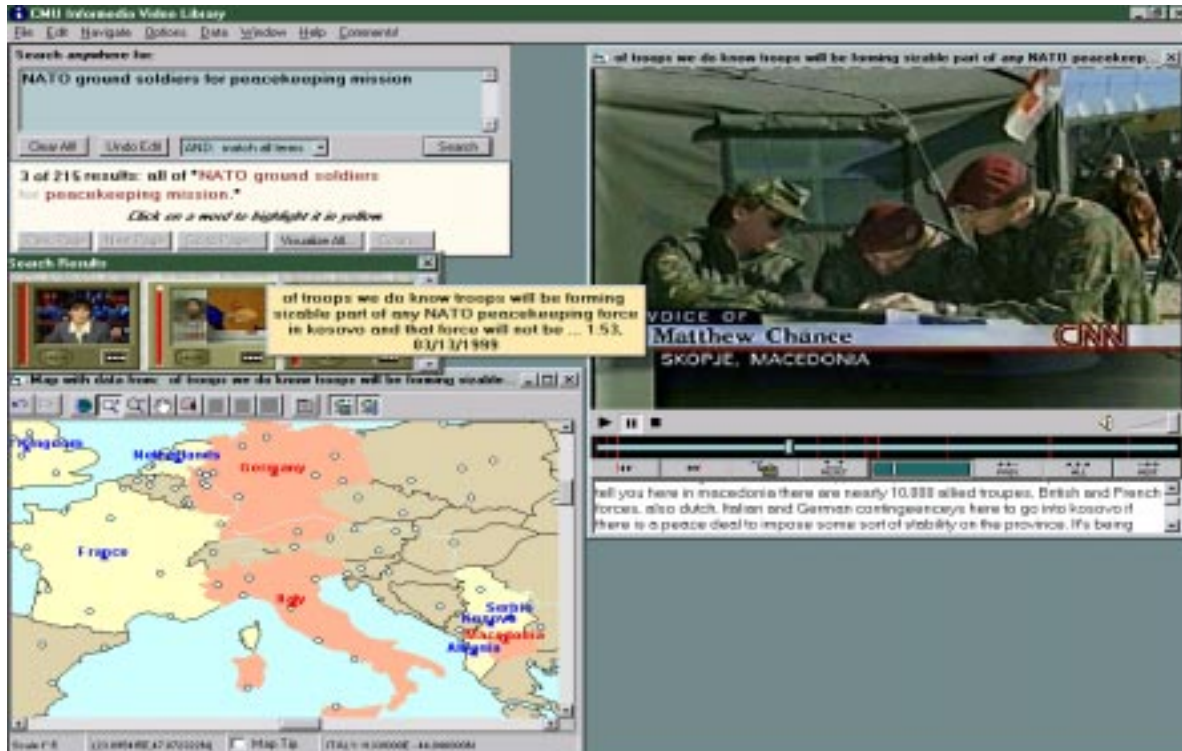 CMU Informedia Video Library
File Edit Navigate Options Data Window Help Comments!
Search anywhere for:
NATO ground soldiers for peacekeeping mission
Clear All! Undo Edit AND: match all terms Search
3 of 215 results: all of "NATO ground soldiers
for peacekeeping mission."
Click on a word to highlight it in yellow
Visualize All...
Search Results
of troops we do know troops will be forming
sizable part of any NATO peacekeeping force
in kosovo and that force will not be ... 1:53,
03/13/1999
Map with data from: of troops we do know troops will be forming sizable...
Kingdom
Netherlands
Germany
France
Italy
Serbia
Kosovo
Macedonia
Albania
Map Tip
of troops we do know troops will be forming sizable part of any NATO peacekeep...
VOICE OF
Matthew Chance
CNN
SKOPJE, MACEDONIA
tell you here in macedonia there are nearly 10,000 allied troupes, British and French
forces, also dutch, Italian and German contingeenceys here to go into kosovo if
there is a peace deal to impose some sort of stability on the province. It's being